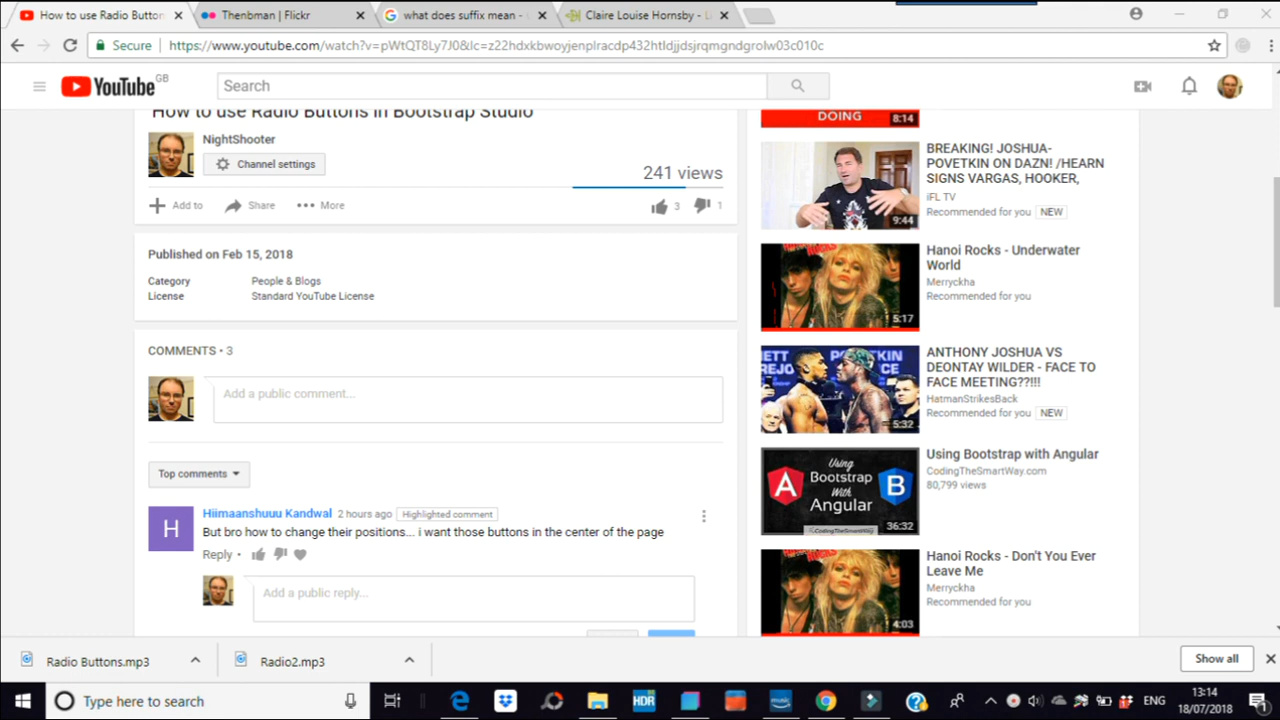 How to use Radio Button
Thenbman | Flickr
what does suffix mean -
Claire Louise Hornsby -
Secure
https://www.youtube.com/watch?v=pWtQT8Ly7J0&lc=z22hdxkbwoyjenplracdp432htldjjdsjrqmgndgrolw03c010c
YouTube GB
Search
How to use Radio Buttons in Bootstrap Studio
NightShooter
Channel settings
241 views
Add to
Share
More
3
1
Published on Feb 15, 2018
Category People & Blogs
License Standard YouTube License
COMMENTS • 3
Add a public comment...
Top comments
H
Hiimaanshuuu Kandwal 2 hours ago Highlighted comment
But bro how to change their positions... i want those buttons in the center of the page
Reply •
Add a public reply...
DOING
8:14
BREAKING! JOSHUA-
POVETKIN ON DAZN! /HEARN
SIGNS VARGAS, HOOKER,
iFL TV
Recommended for you NEW
9:44
Hanoi Rocks - Underwater
World
Merryckha
Recommended for you
5:17
ANTHONY JOSHUA VS
DEONTAY WILDER - FACE TO
FACE MEETING??!!!
HatmanStrikesBack
Recommended for you NEW
5:32
Using
Bootstrap
With
Angular
A
B
36:32
Using Bootstrap with Angular
CodingTheSmartWay.com
80,799 views
Hanoi Rocks - Don't You Ever
Leave Me
Merryckha
Recommended for you
4:03
Radio Buttons.mp3
Radio2.mp3
Show all
Type here to search
HDR
music
ENG
13:14
18/07/2018
1